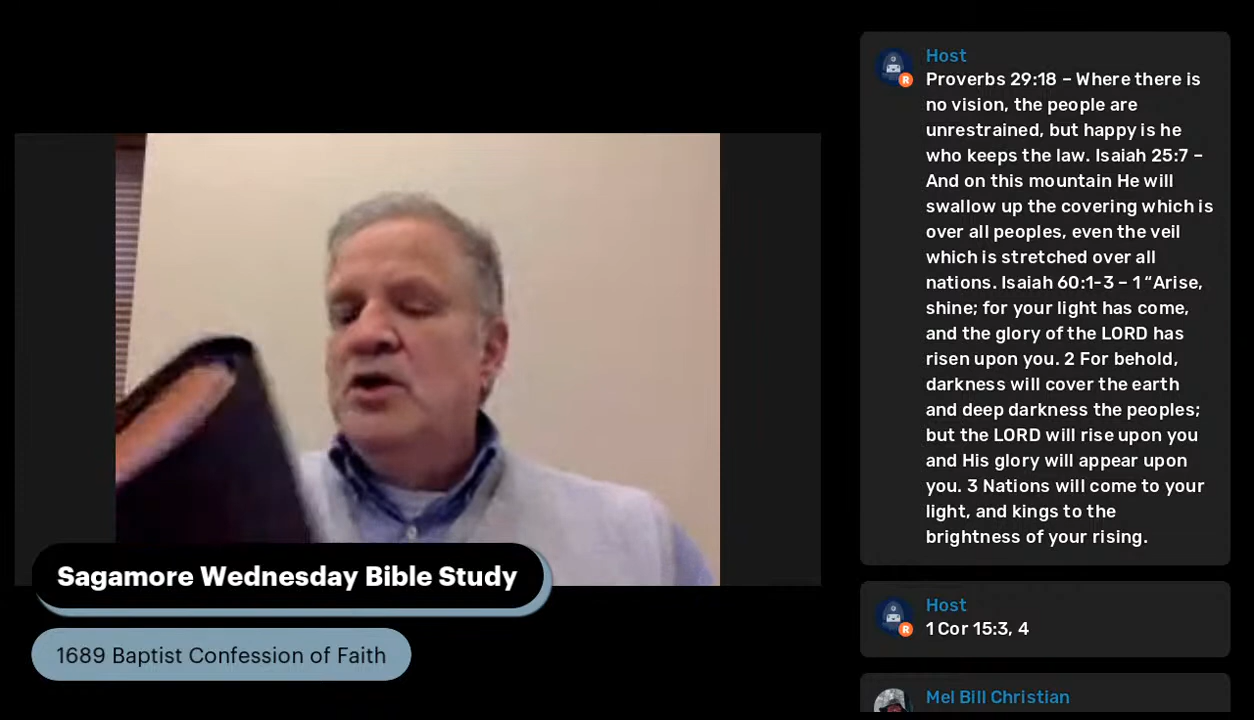 Sagamore Wednesday Bible Study
1689 Baptist Confession of Faith
Host
Proverbs 29:18 – Where there is
no vision, the people are
unrestrained, but happy is he
who keeps the law. Isaiah 25:7 –
And on this mountain He will
swallow up the covering which is
over all peoples, even the veil
which is stretched over all
nations. Isaiah 60:1-3 – 1 “Arise,
shine; for your light has come,
and the glory of the LORD has
risen upon you. 2 For behold,
darkness will cover the earth
and deep darkness the peoples;
but the LORD will rise upon you
and His glory will appear upon
you. 3 Nations will come to your
light, and kings to the
brightness of your rising.
Host
1 Cor 15:3, 4
Mel Bill Christian